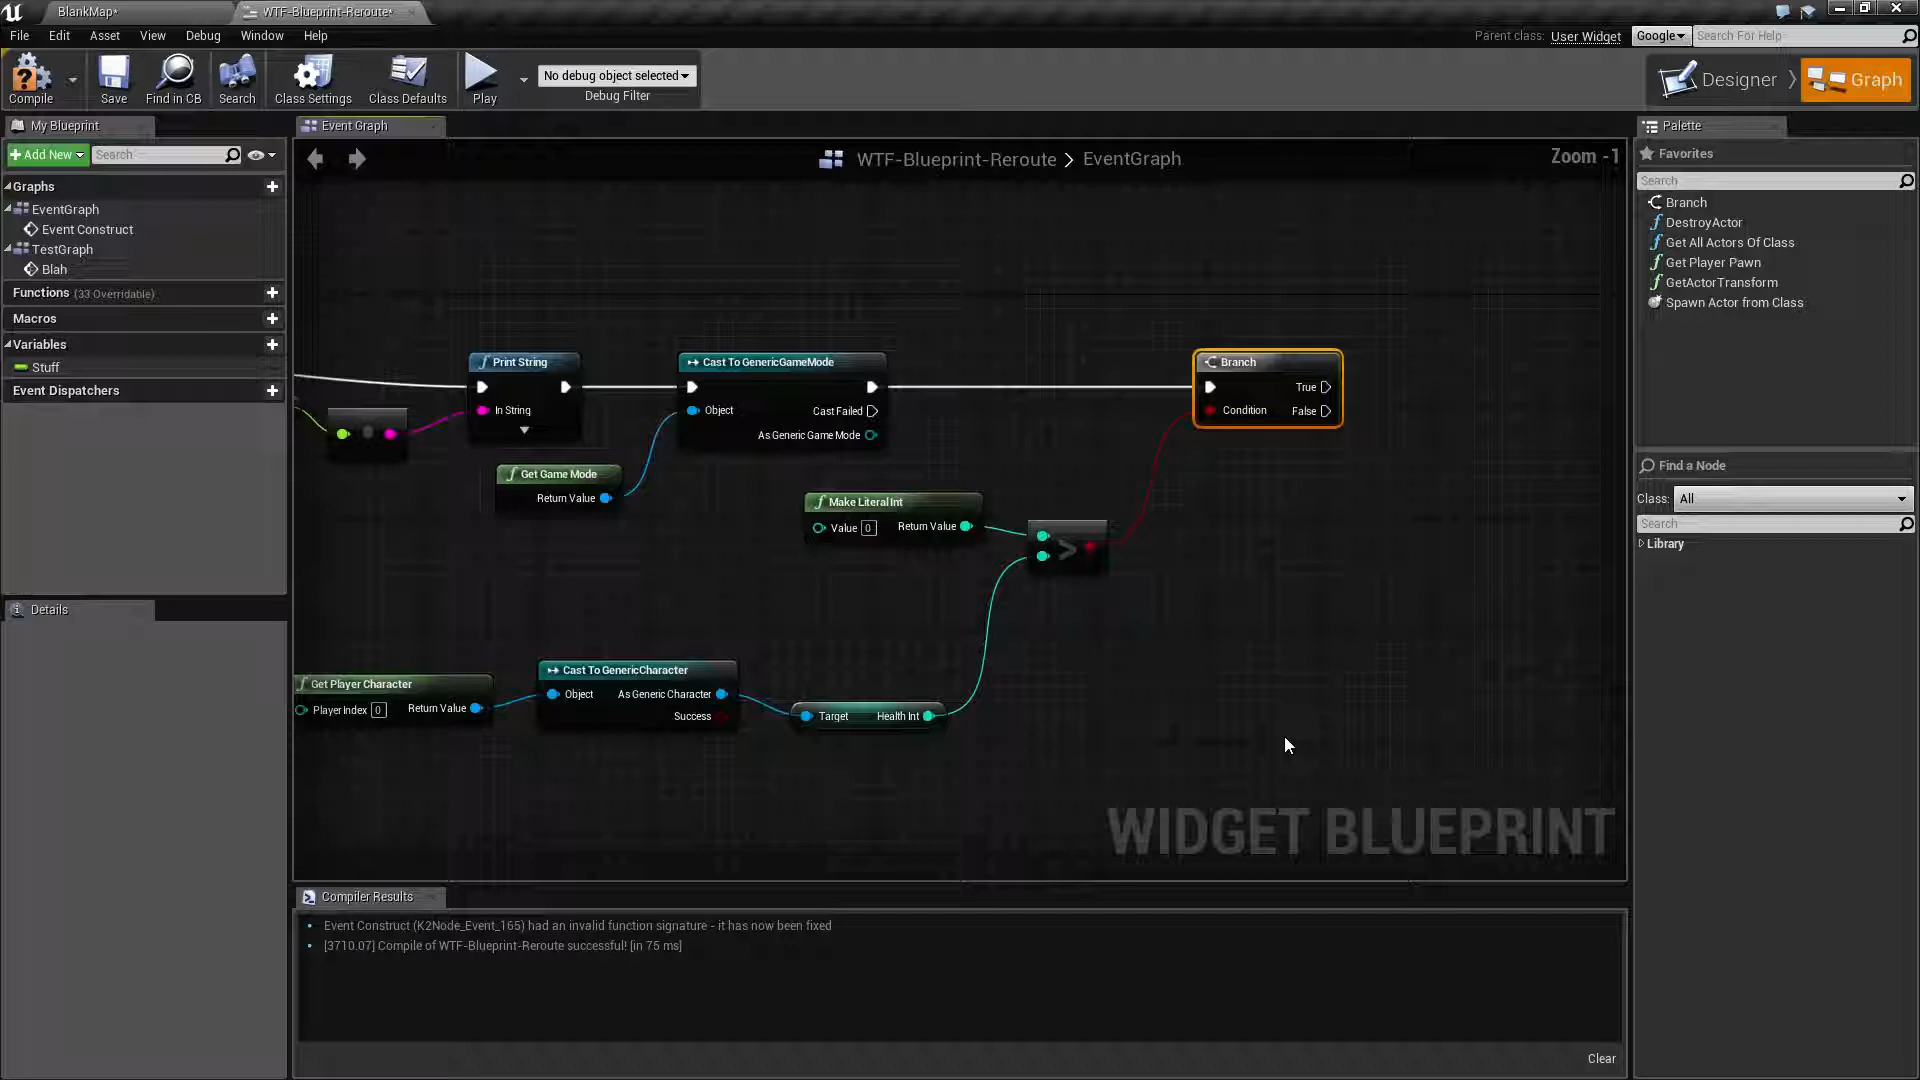 BlankMap*
WTF-Blueprint-Reroute*
File Edit Asset View Debug Window Help
Parent class: User Widget Google Search For Help
Compile Save Find in CB Search Class Settings Class Defaults Play
No debug object selected
Debug Filter
Designer Graph
My Blueprint
Add New Search
Graphs
EventGraph
Event Construct
TestGraph
Blah
Functions (33 Overridable)
Macros
Variables
Stuff
Event Dispatchers
Details
Event Graph
WTF-Blueprint-Reroute > EventGraph
Zoom -1
Print String
In String
Cast To GenericGameMode
Object
Cast Failed
As Generic Game Mode
Branch
True
Condition
False
Get Game Mode
Return Value
Make Literal Int
Value 0
Return Value
>
Get Player Character
Player Index 0
Return Value
Cast To GenericCharacter
Object
As Generic Character
Success
Target
Health Int
WIDGET BLUEPRINT
Compiler Results
Event Construct (K2Node_Event_165) had an invalid function signature - it has now been fixed
[3710.07] Compile of WTF-Blueprint-Reroute successful! [in 75 ms]
Clear
Palette
Favorites
Search
Branch
DestroyActor
Get All Actors Of Class
Get Player Pawn
GetActorTransform
Spawn Actor from Class
Find a Node
Class: All
Search
Library